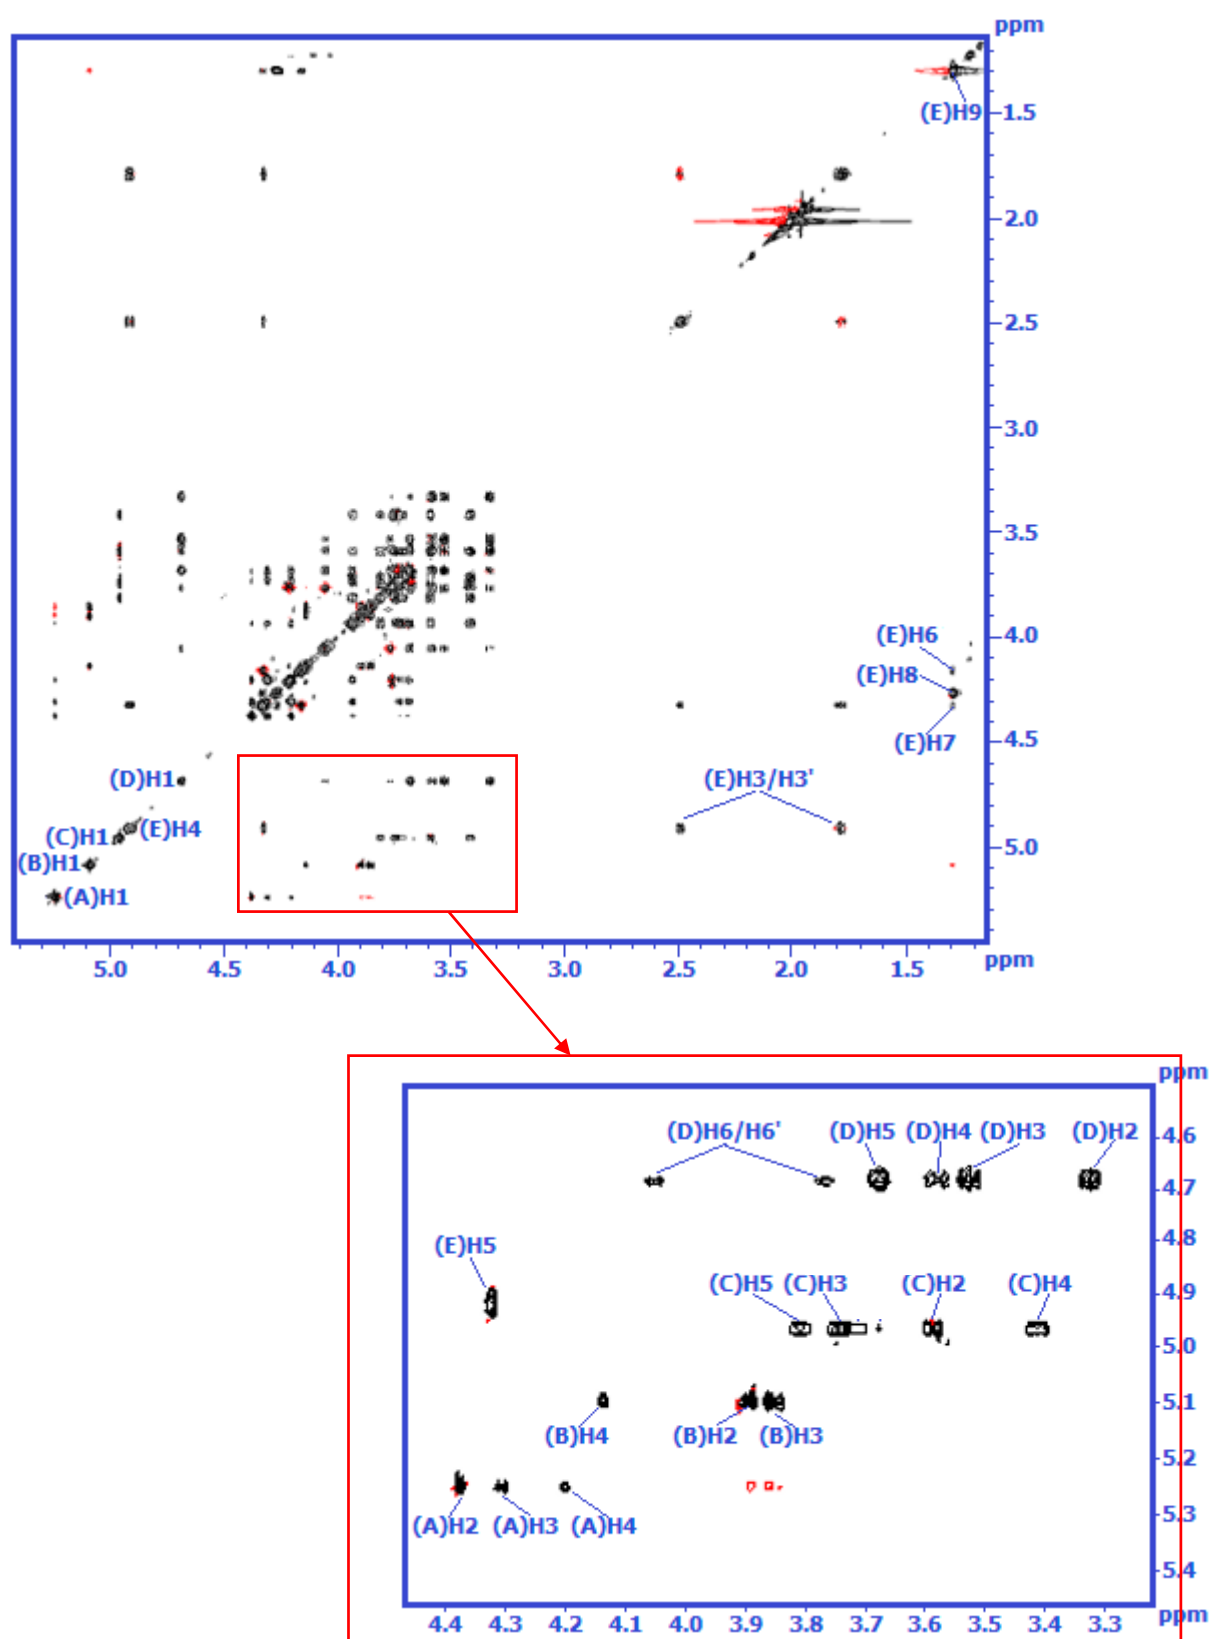 ppm
(E)H9
1.5
2.0
2.5
3.0
3.5
(E)H6
4.0
(E)H8
(E)H7
4.5
(D)H1
(E)H3/H3'
(C)H1
(E)H4
(B)H1
5.0
(A)H1
5.0 4.5 4.0 3.5 3.0 2.5 2.0 1.5 ppm
ppm
(D)H6/H6' (D)H5 (D)H4 (D)H3 (D)H2
4.6
4.7
(E)H5
4.8
(C)H5 (C)H3 (C)H2 (C)H4
4.9
5.0
5.1
(B)H4 (B)H2 (B)H3
5.2
5.3
(A)H2 (A)H3 (A)H4
5.4
4.4 4.3 4.2 4.1 4.0 3.9 3.8 3.7 3.6 3.5 3.4 3.3 ppm